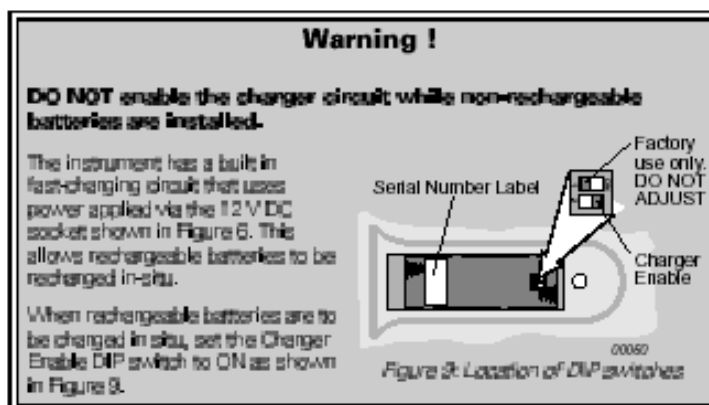 Warning !
DO NOT enable the charger circuit while non-rechargeable
batteries are installed.
The instrument has a built in
fast-charging circuit that uses
power applied via the 12 V DC
socket shown in Figure 6. This
allows rechargeable batteries to be
recharged in-situ.
When rechargeable batteries are to
be charged in situ, set the Charger
Enable DIP switch to ON as shown
in Figure 9.
Serial Number Label
Factory
use only.
DO NOT
ADJUST
Charger
Enable
00060
Figure 9: Location of DIP switches